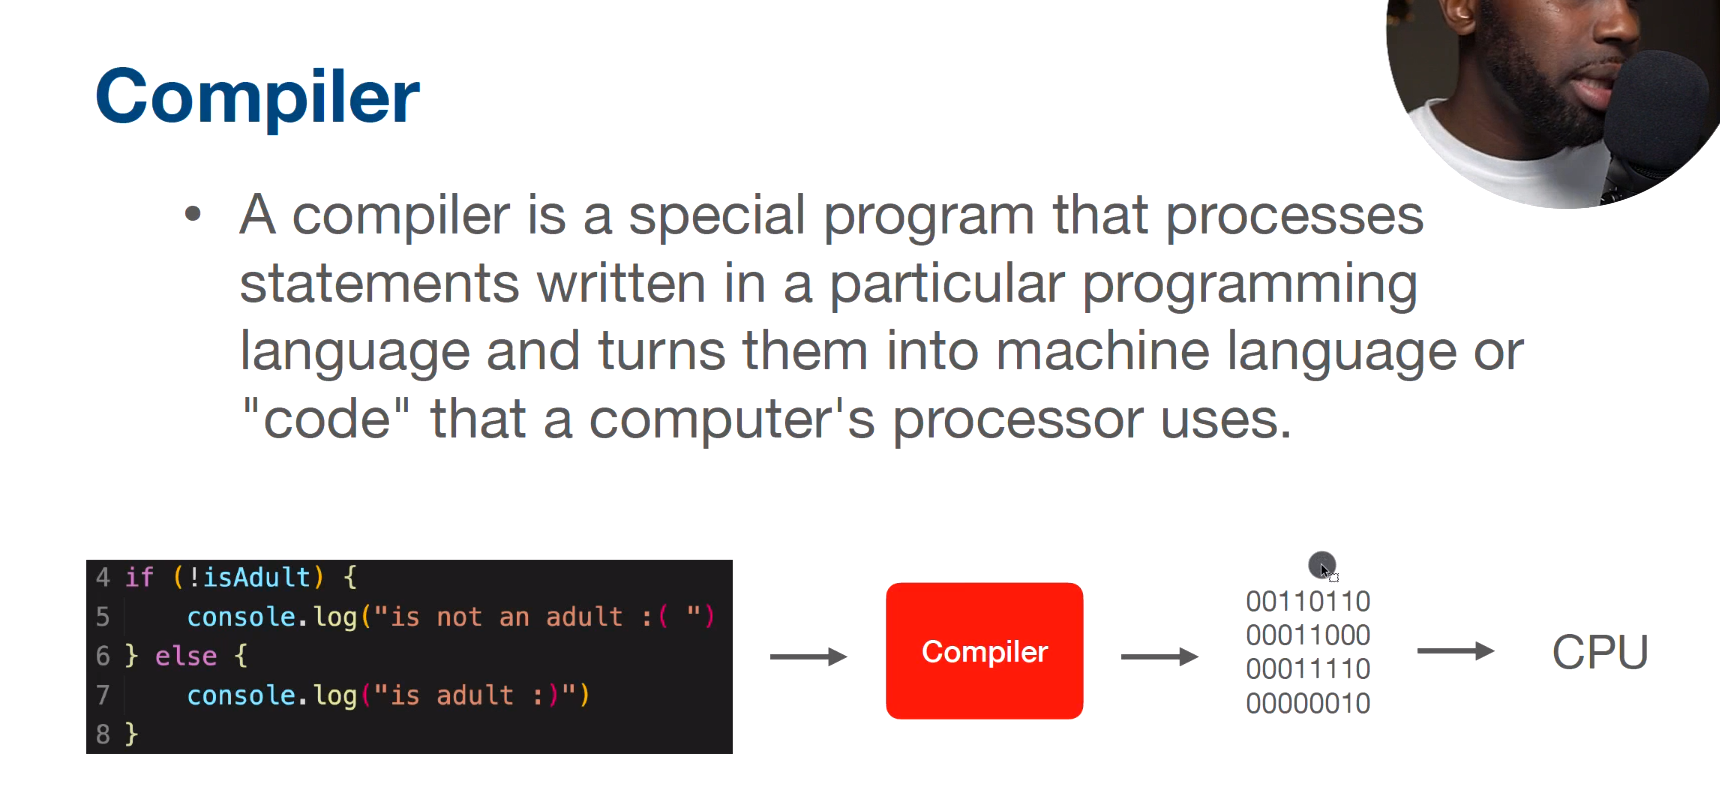 Compiler
• A compiler is a special program that processes
statements written in a particular programming
language and turns them into machine language or
"code" that a computer's processor uses.
4 if (!isAdult) {
5 console.log("is not an adult :( ")
6 } else {
7 console.log("is adult :)")
8 }
Compiler
00110110
00011000
00011110
00000010
CPU